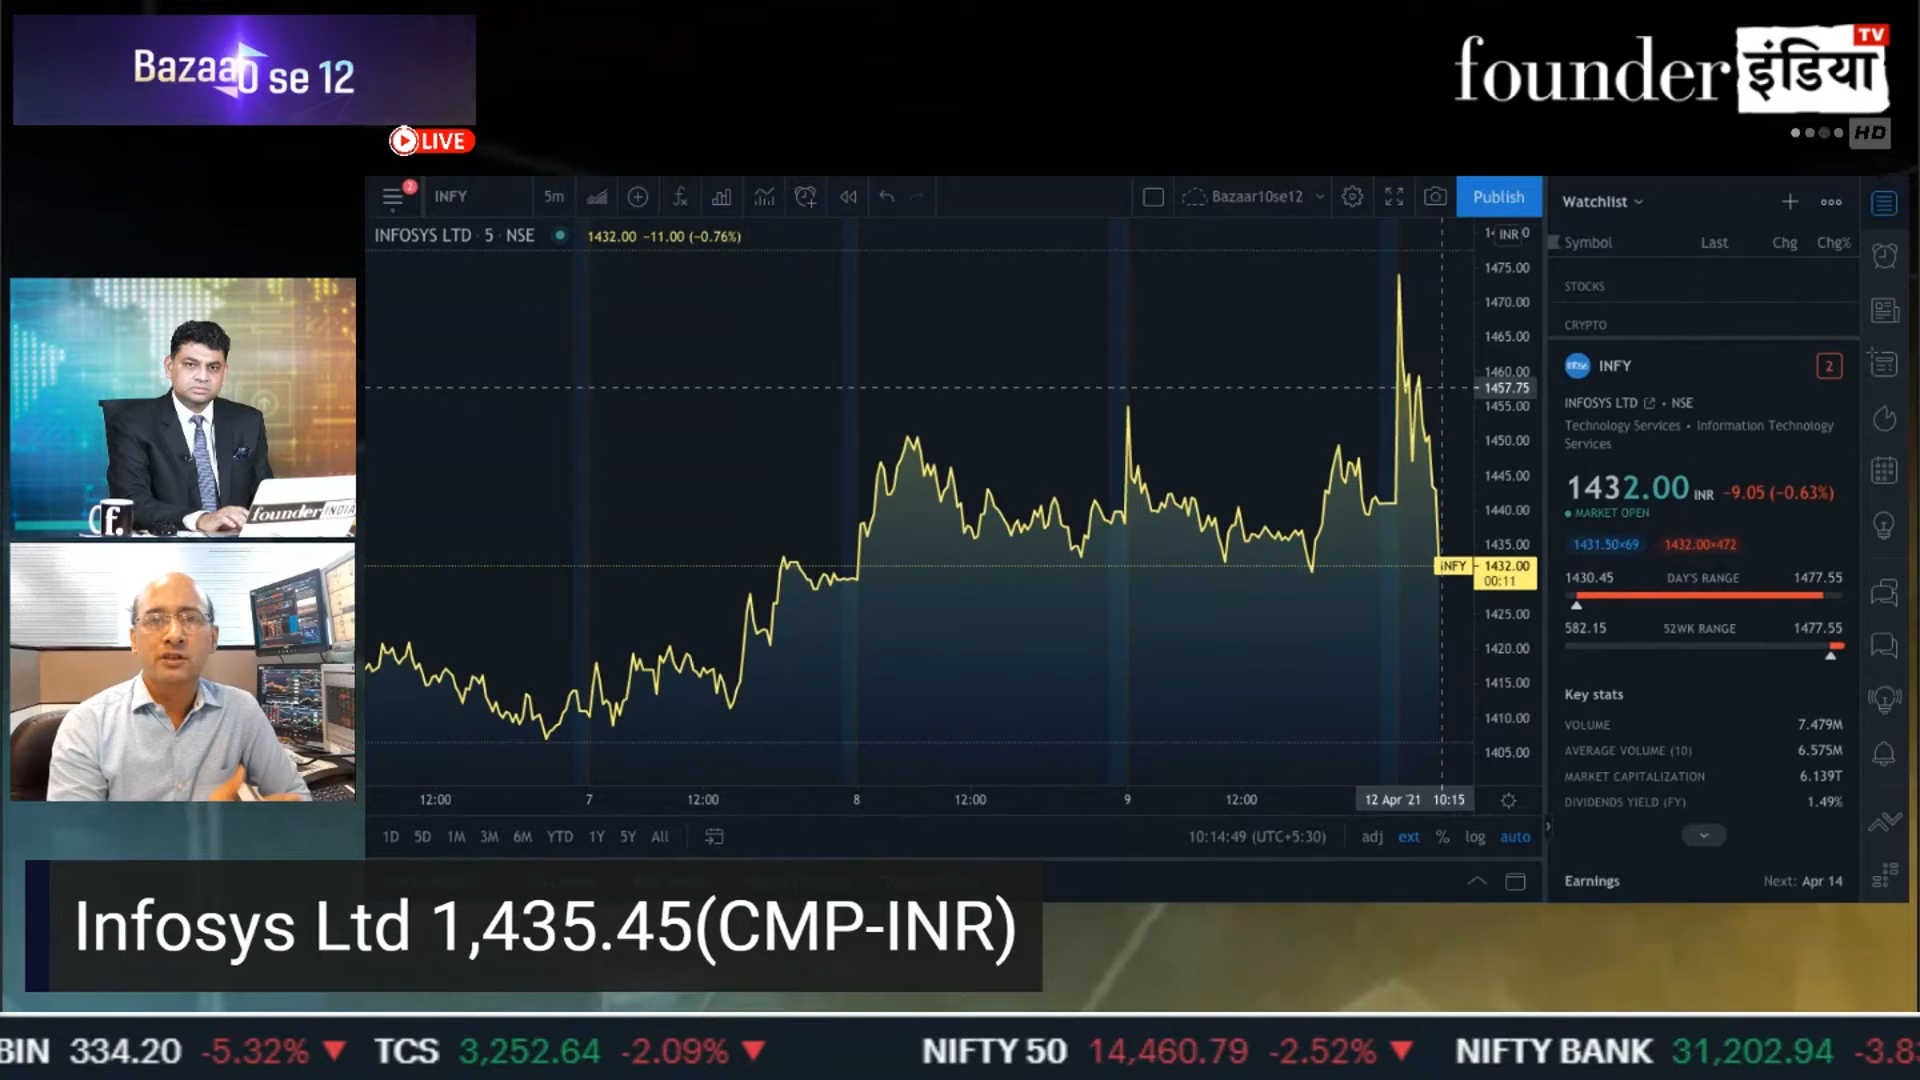 Bazaar 10 se 12
LIVE
founder इंडिया TV
HD
2
INFY
5m
Bazaar10se12
Publish
INFOSYS LTD · 5 · NSE
1432.00 −11.00 (−0.76%)
INR
1475.00
1470.00
1465.00
1460.00
1457.75
1455.00
1450.00
1445.00
1440.00
1435.00
INFY 1432.00
00:11
1425.00
1420.00
1415.00
1410.00
1405.00
12:00 7 12:00 8 12:00 9 12:00 12 Apr '21 10:15
1D 5D 1M 3M 6M YTD 1Y 5Y All
10:14:49 (UTC+5:30) adj ext % log auto
Watchlist
Symbol Last Chg Chg%
STOCKS
CRYPTO
INFY
2
INFOSYS LTD • NSE
Technology Services • Information Technology
Services
1432.00 INR −9.05 (−0.63%)
MARKET OPEN
1431.50×69 1432.00×472
1430.45 DAY'S RANGE 1477.55
582.15 52WK RANGE 1477.55
Key stats
VOLUME 7.479M
AVERAGE VOLUME (10) 6.575M
MARKET CAPITALIZATION 6.139T
DIVIDENDS YIELD (FY) 1.49%
Earnings Next: Apr 14
f.
founder INDIA
Infosys Ltd 1,435.45(CMP-INR)
BIN 334.20 -5.32% ▼ TCS 3,252.64 -2.09% ▼ NIFTY 50 14,460.79 -2.52% ▼ NIFTY BANK 31,202.94 -3.8